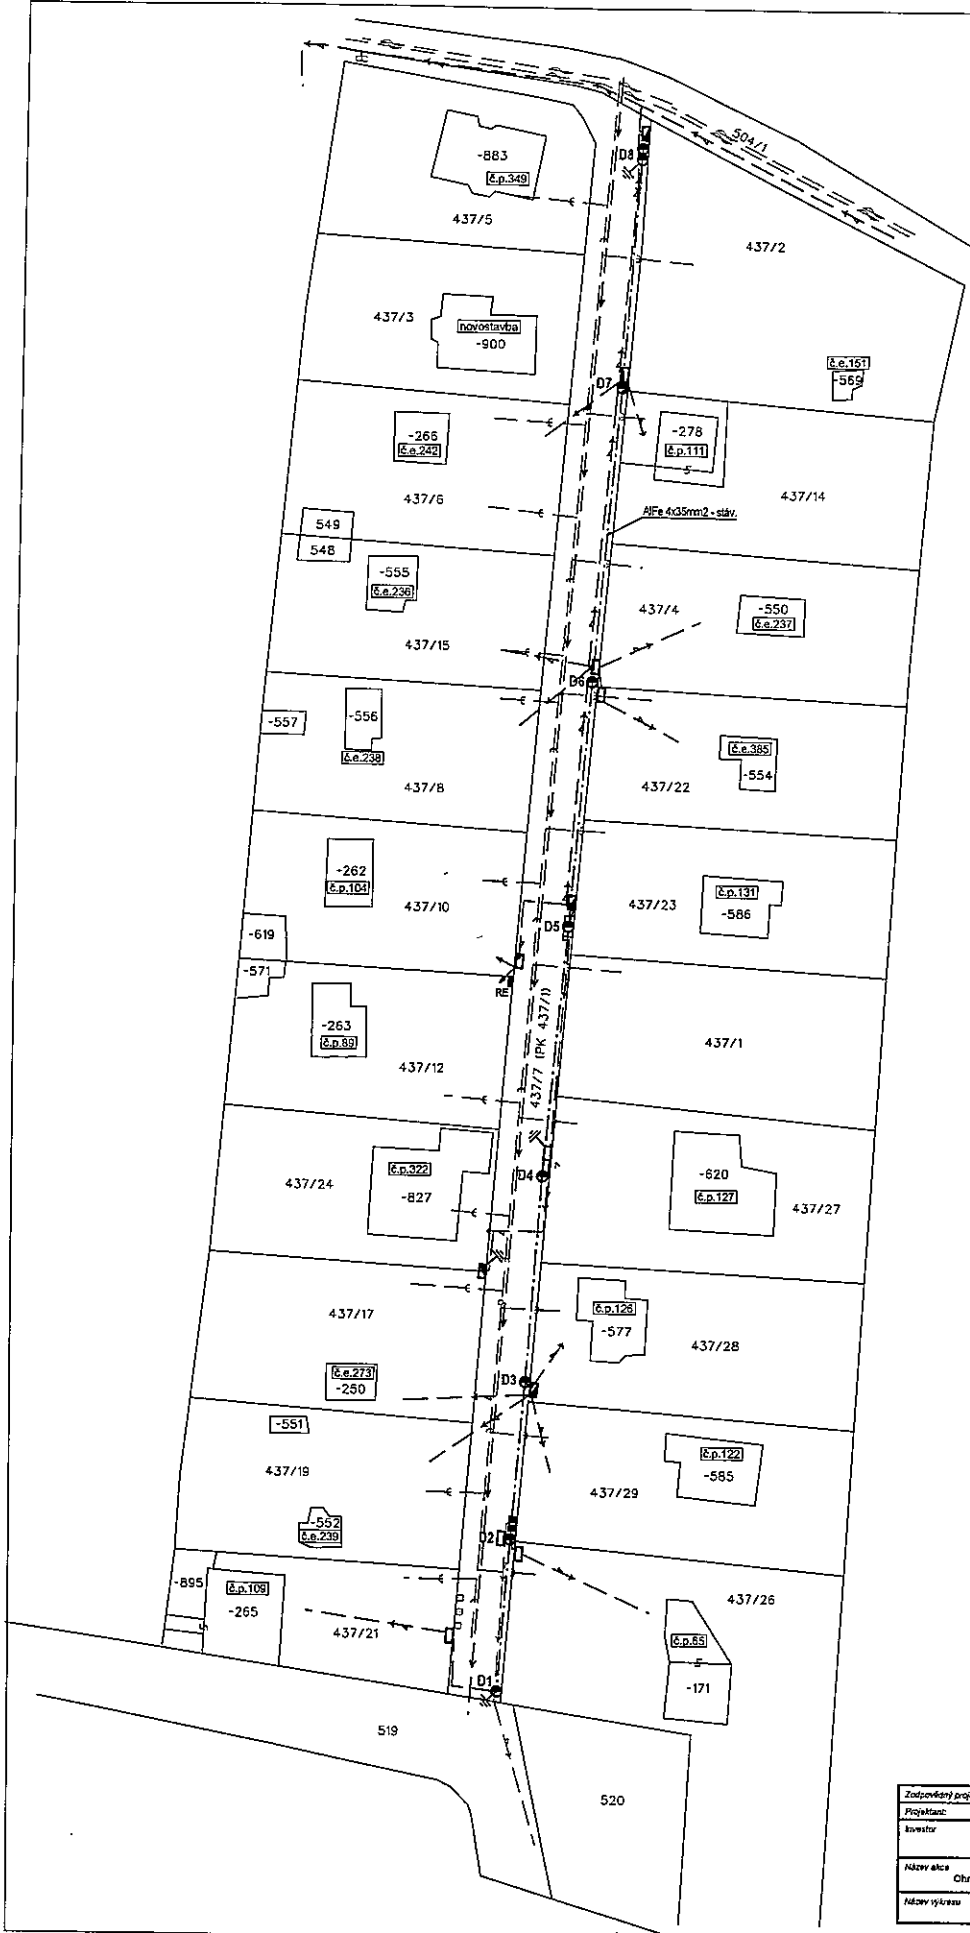 504/1
D8
-883
č.p.349
437/5
437/2
437/3
novostavba
-900
č.e.151
-569
D7
-266
č.e.242
-278
č.p.111
437/6
437/14
AlFe 4x35mm2 - stáv.
549
548
-555
č.e.236
437/4
-550
č.e.237
437/15
D6
-557
-556
č.e.238
č.e.385
-554
437/8
437/22
-262
č.p.104
437/10
437/23
č.p.131
-586
-619
D5
-571
RE
-263
č.p.89
437/7 (PK 437/1)
437/1
437/12
D4
437/24
č.p.322
-827
-620
č.p.127
437/27
437/17
č.p.126
-577
437/28
D3
č.e.273
-250
-551
437/19
č.p.122
-585
437/29
-552
č.e.239
D2
-895
č.p.109
-265
437/21
437/26
č.p.65
-171
D1
519
520
Zodpovědný proj
Projektant:
Investor
Název akce
Ohr
Název výkresu